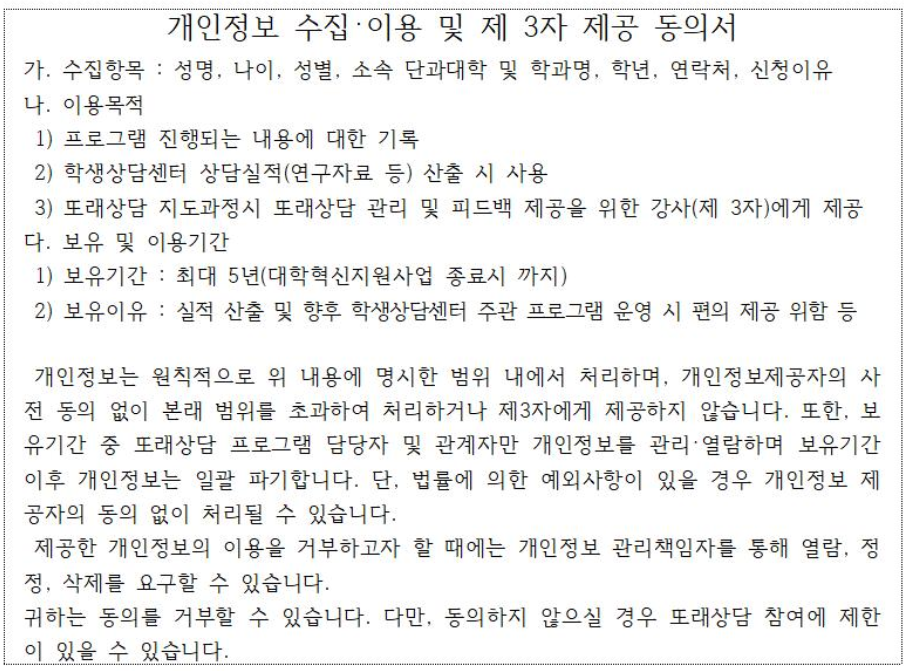 개인정보 수집·이용 및 제 3자 제공 동의서
가. 수집항목 : 성명, 나이, 성별, 소속 단과대학 및 학과명, 학년, 연락처, 신청이유
나. 이용목적
1) 프로그램 진행되는 내용에 대한 기록
2) 학생상담센터 상담실적(연구자료 등) 산출 시 사용
3) 또래상담 지도과정시 또래상담 관리 및 피드백 제공을 위한 강사(제 3자)에게 제공
다. 보유 및 이용기간
1) 보유기간 : 최대 5년(대학혁신지원사업 종료시 까지)
2) 보유이유 : 실적 산출 및 향후 학생상담센터 주관 프로그램 운영 시 편의 제공 위함 등
개인정보는 원칙적으로 위 내용에 명시한 범위 내에서 처리하며, 개인정보제공자의 사
전 동의 없이 본래 범위를 초과하여 처리하거나 제3자에게 제공하지 않습니다. 또한, 보
유기간 중 또래상담 프로그램 담당자 및 관계자만 개인정보를 관리·열람하며 보유기간
이후 개인정보는 일괄 파기합니다. 단, 법률에 의한 예외사항이 있을 경우 개인정보 제
공자의 동의 없이 처리될 수 있습니다.
제공한 개인정보의 이용을 거부하고자 할 때에는 개인정보 관리책임자를 통해 열람, 정
정, 삭제를 요구할 수 있습니다.
귀하는 동의를 거부할 수 있습니다. 다만, 동의하지 않으실 경우 또래상담 참여에 제한
이 있을 수 있습니다.